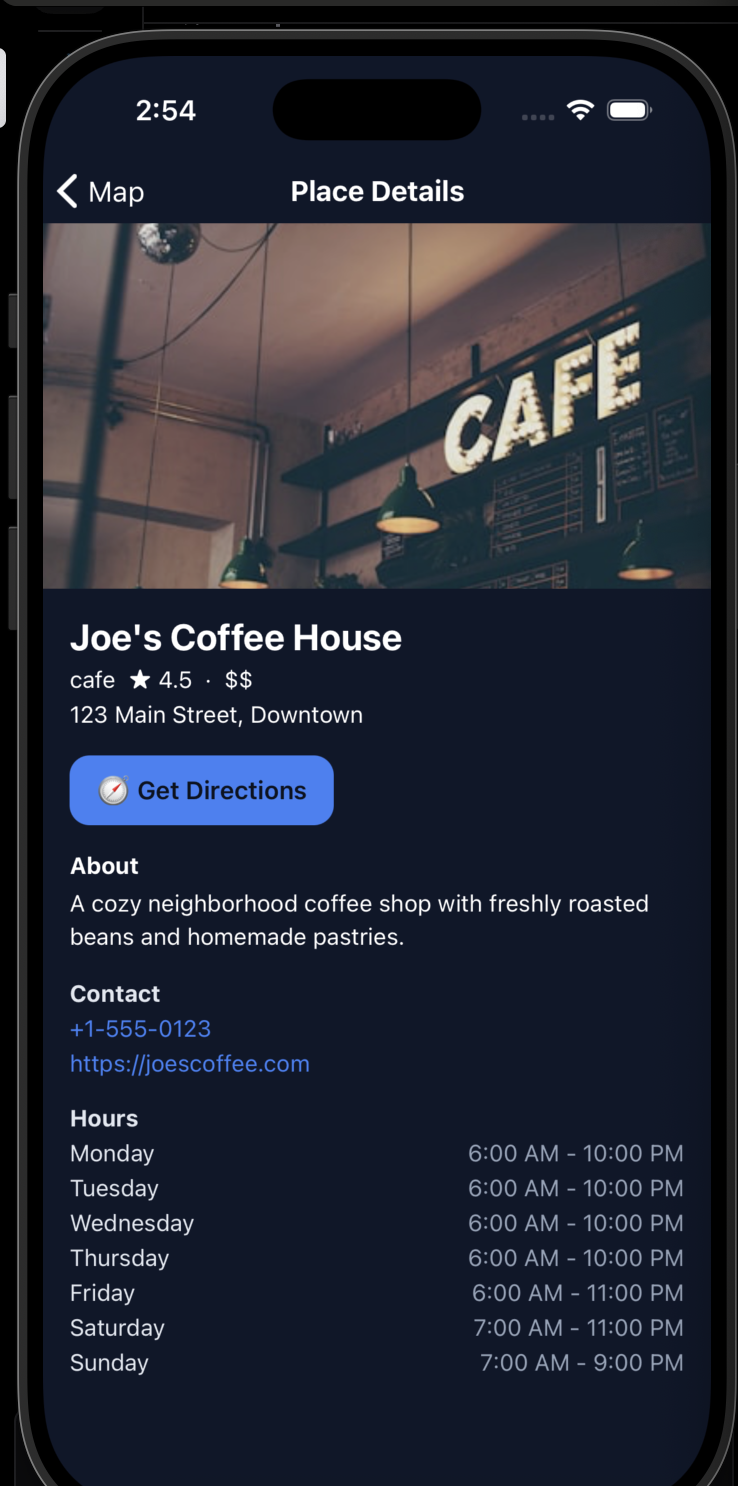 2:54
Map
Place Details
CAFE
Joe's Coffee House
cafe ★ 4.5 · $$
123 Main Street, Downtown
🧭 Get Directions
About
A cozy neighborhood coffee shop with freshly roasted
beans and homemade pastries.
Contact
+1-555-0123
https://joescoffee.com
Hours
Monday 6:00 AM - 10:00 PM
Tuesday 6:00 AM - 10:00 PM
Wednesday 6:00 AM - 10:00 PM
Thursday 6:00 AM - 10:00 PM
Friday 6:00 AM - 11:00 PM
Saturday 7:00 AM - 11:00 PM
Sunday 7:00 AM - 9:00 PM